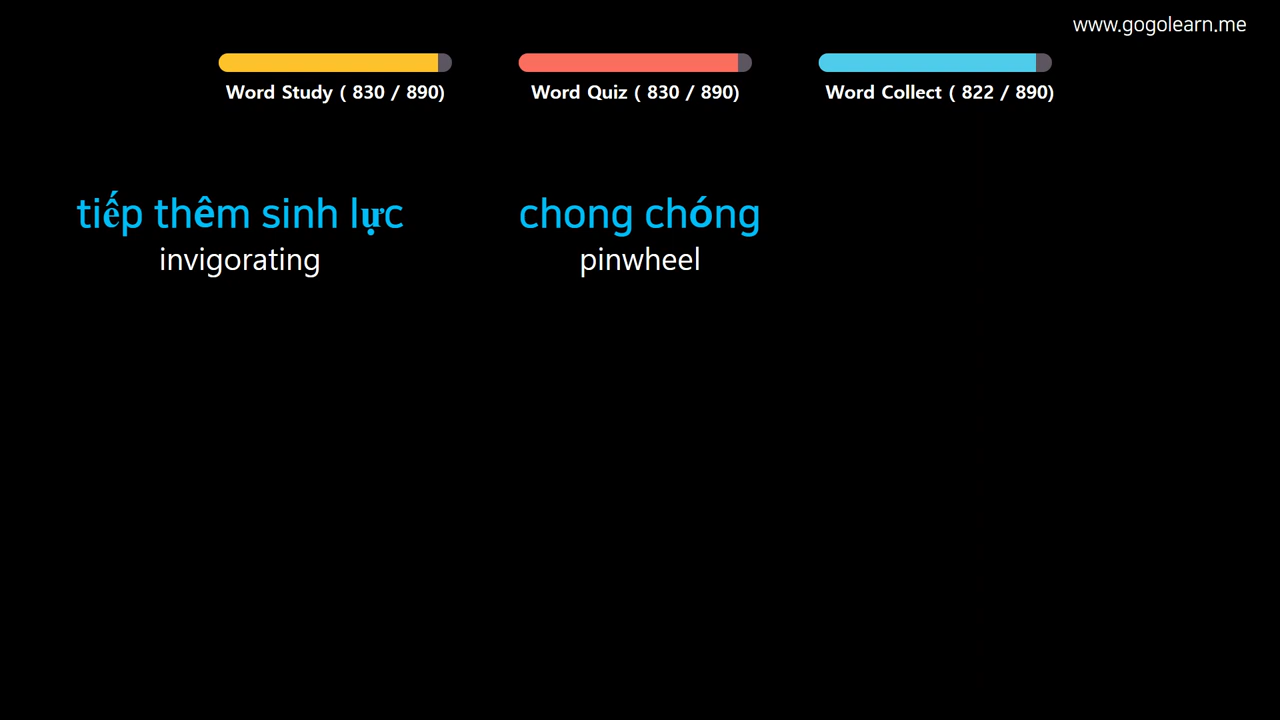 www.gogolearn.me
Word Study ( 830 / 890)
Word Quiz ( 830 / 890)
Word Collect ( 822 / 890)
tiếp thêm sinh lực
invigorating
chong chóng
pinwheel